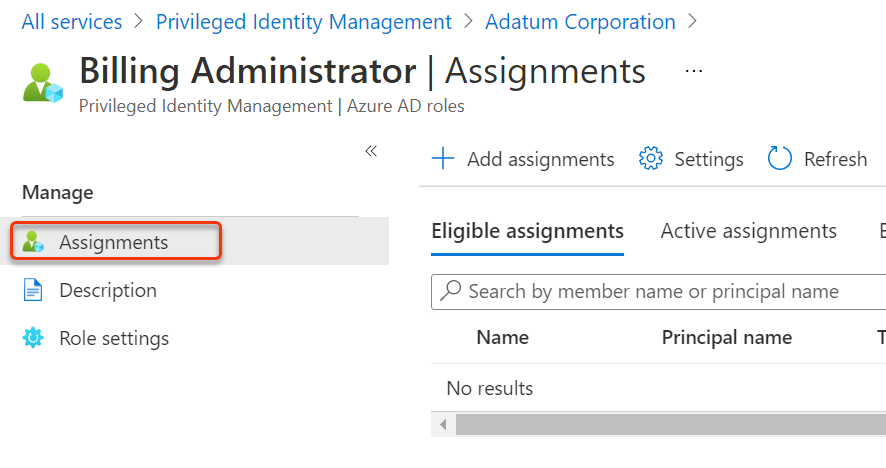 All services > Privileged Identity Management > Adatum Corporation >
Billing Administrator | Assignments ...
Privileged Identity Management | Azure AD roles
«
Add assignments Settings Refresh
Manage
Eligible assignments Active assignments
Assignments
Description
Search by member name or principal name
Role settings
Name Principal name
No results